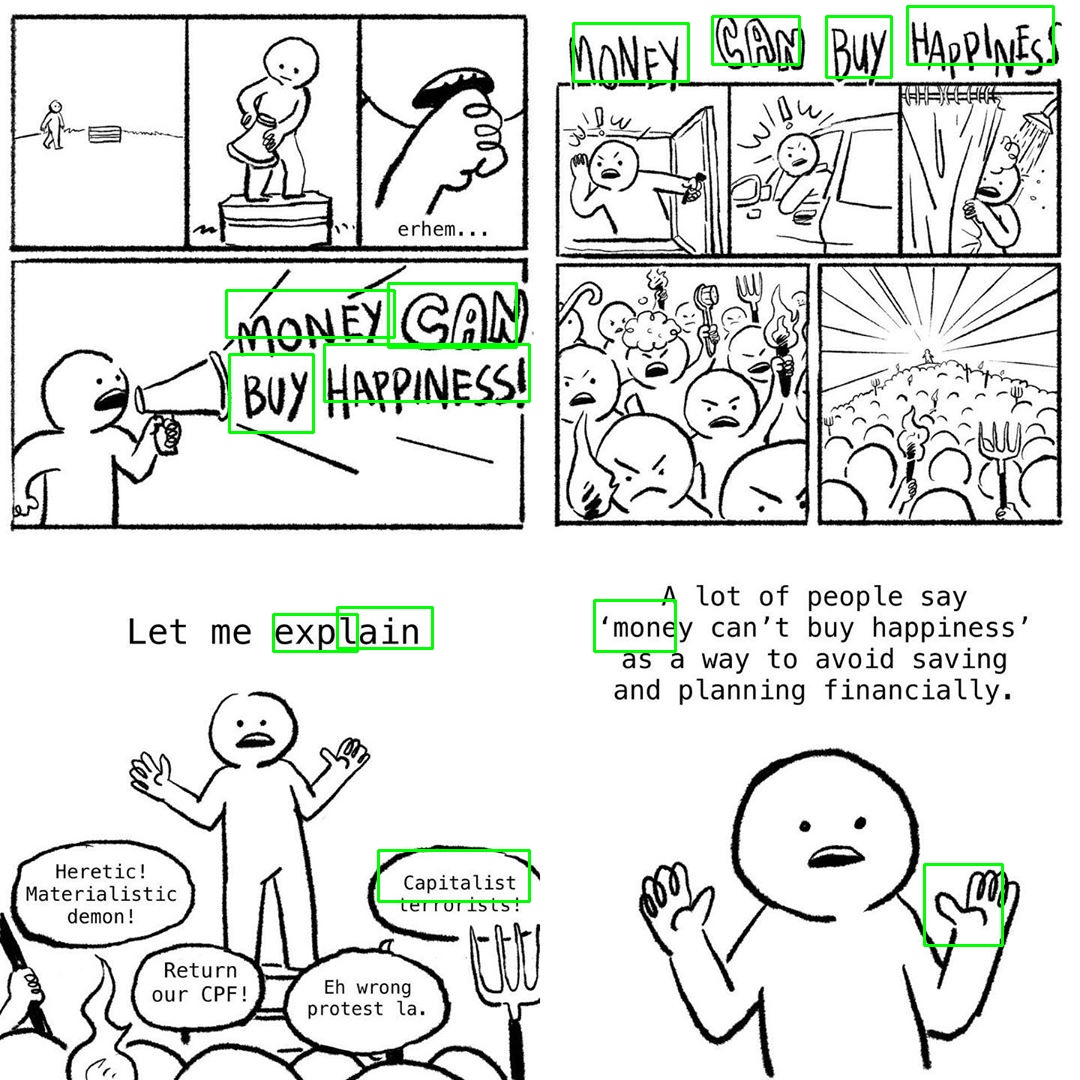 erhem...
MONEY CAN
BUY HAPPINESS!
MONEY CAN BUY HAPPINESS
Let me explain
Heretic!
Materialistic
demon!
Capitalist
terrorists!
Return
our CPF!
Eh wrong
protest la.
A lot of people say
‘money can’t buy happiness’
as a way to avoid saving
and planning financially.